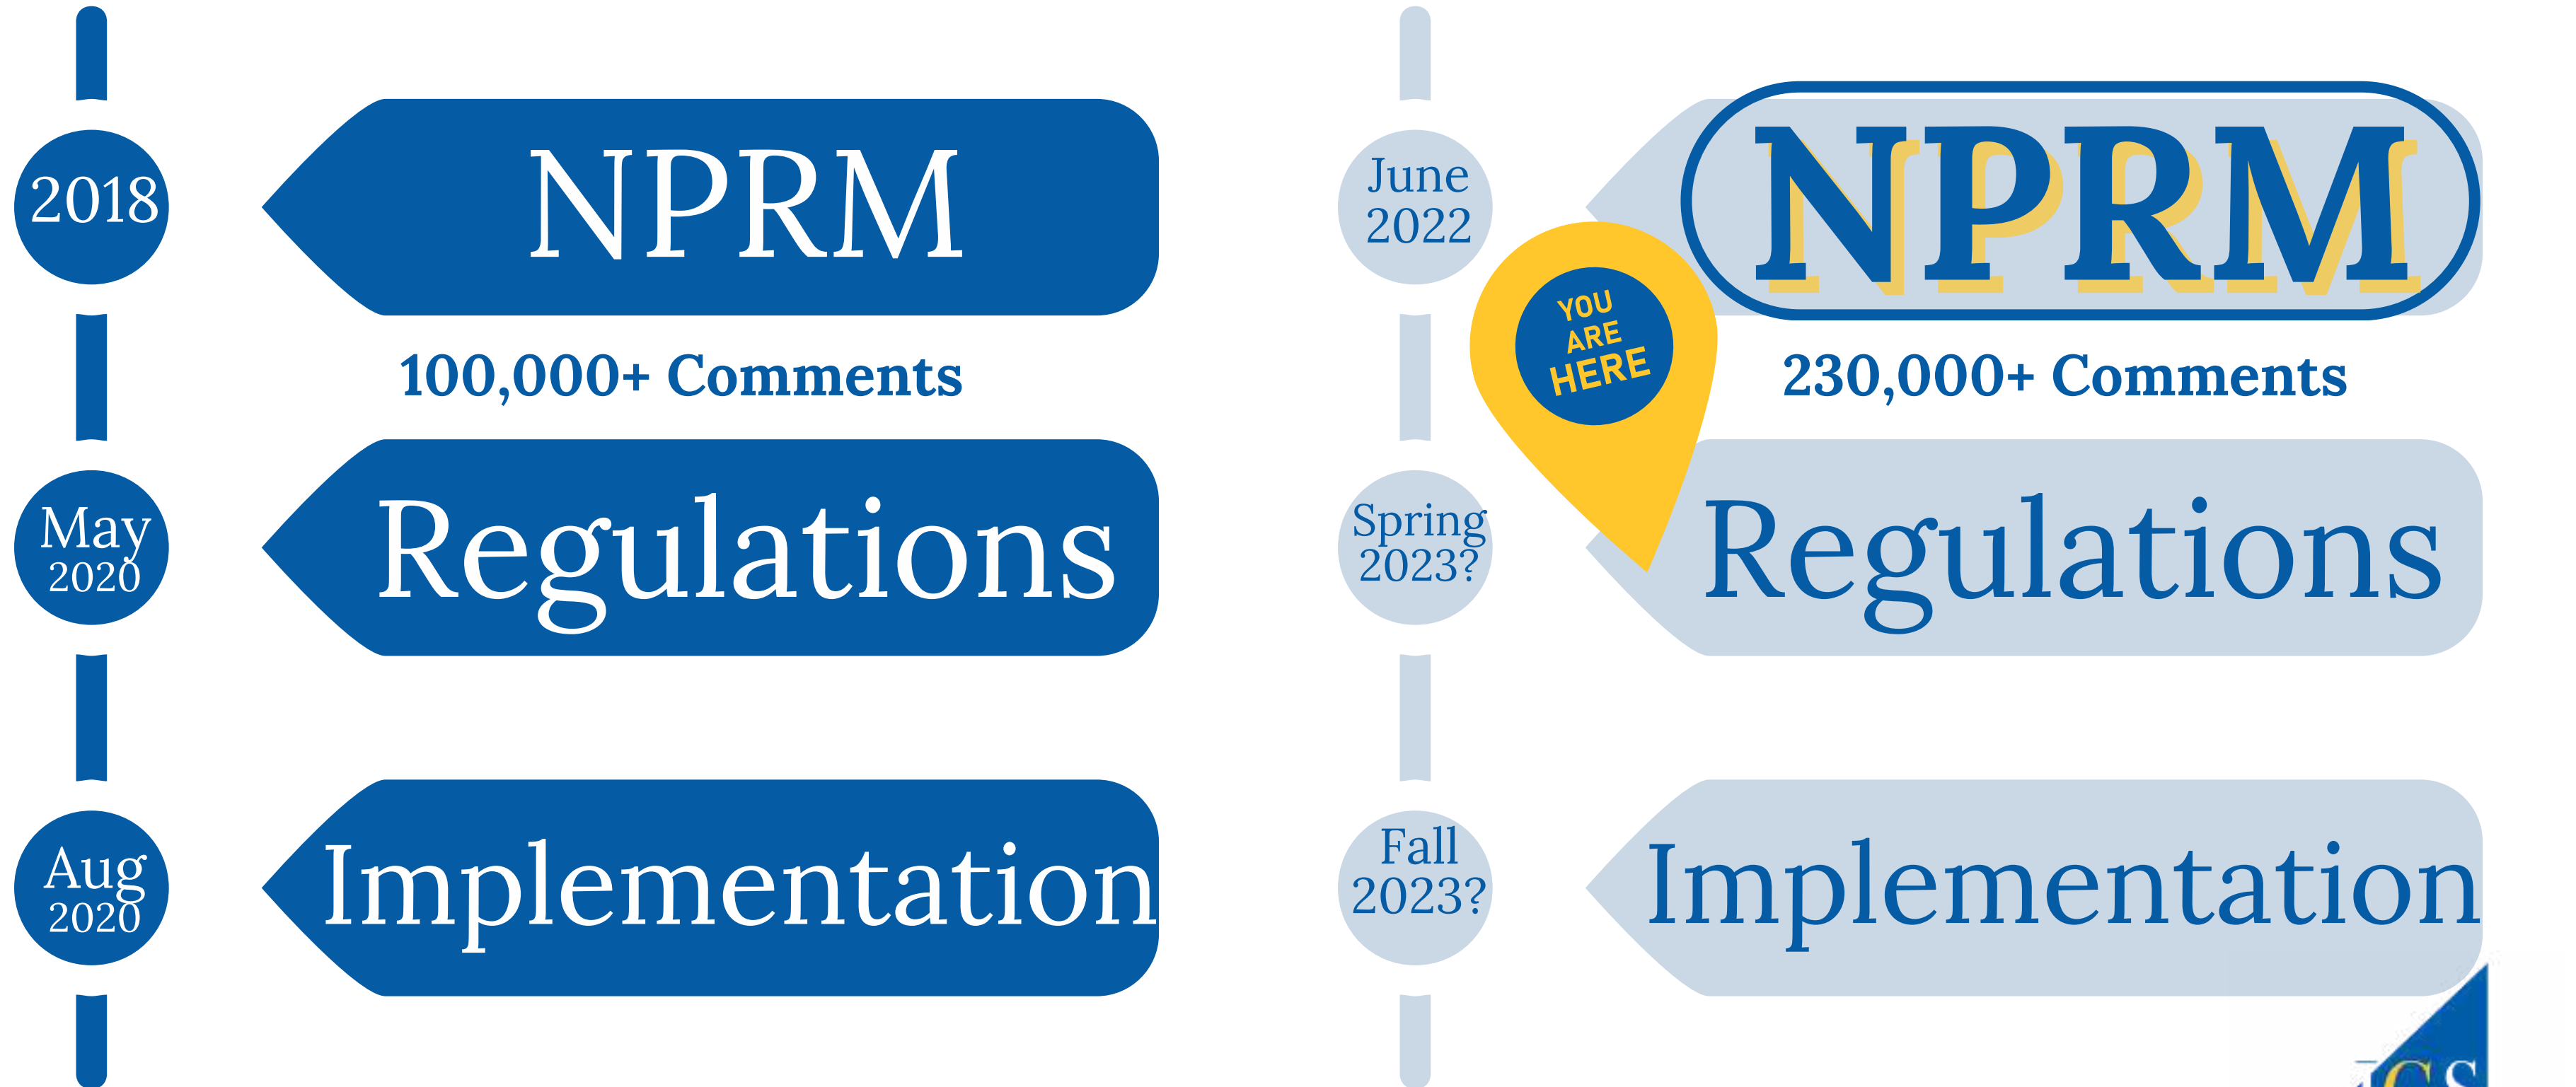 2018
NPRM
100,000+ Comments
May
2020
Regulations
Aug
2020
Implementation
June
2022
NPRM
YOU
ARE
HERE
230,000+ Comments
Spring
2023?
Regulations
Fall
2023?
Implementation